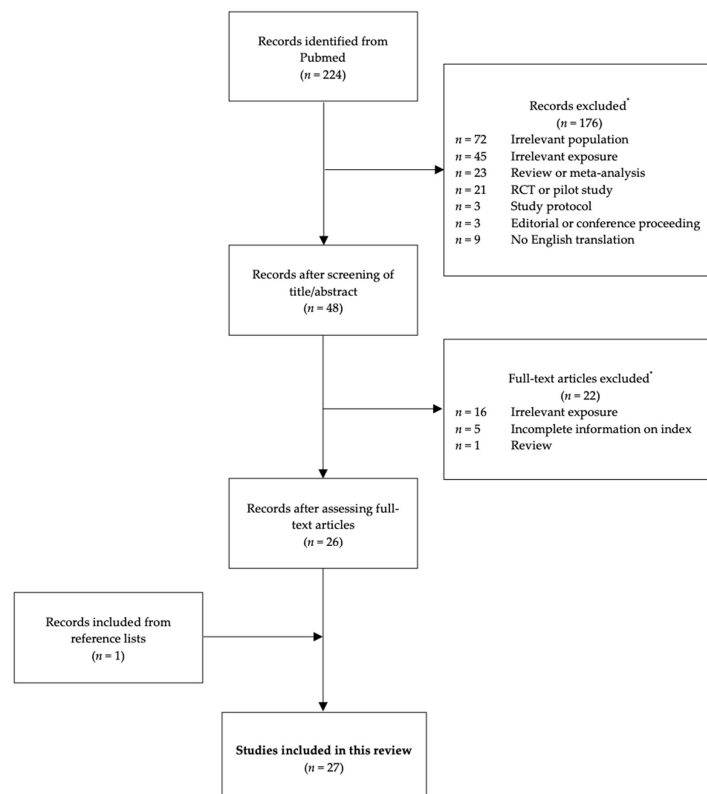 Records identified from
Pubmed
(n = 224)
Records excluded*
(n = 176)
n = 72 Irrelevant population
n = 45 Irrelevant exposure
n = 23 Review or meta-analysis
n = 21 RCT or pilot study
n = 3 Study protocol
n = 3 Editorial or conference proceeding
n = 9 No English translation
Records after screening of
title/abstract
(n = 48)
Full-text articles excluded*
(n = 22)
n = 16 Irrelevant exposure
n = 5 Incomplete information on index
n = 1 Review
Records after assessing full-
text articles
(n = 26)
Records included from
reference lists
(n = 1)
Studies included in this review
(n = 27)